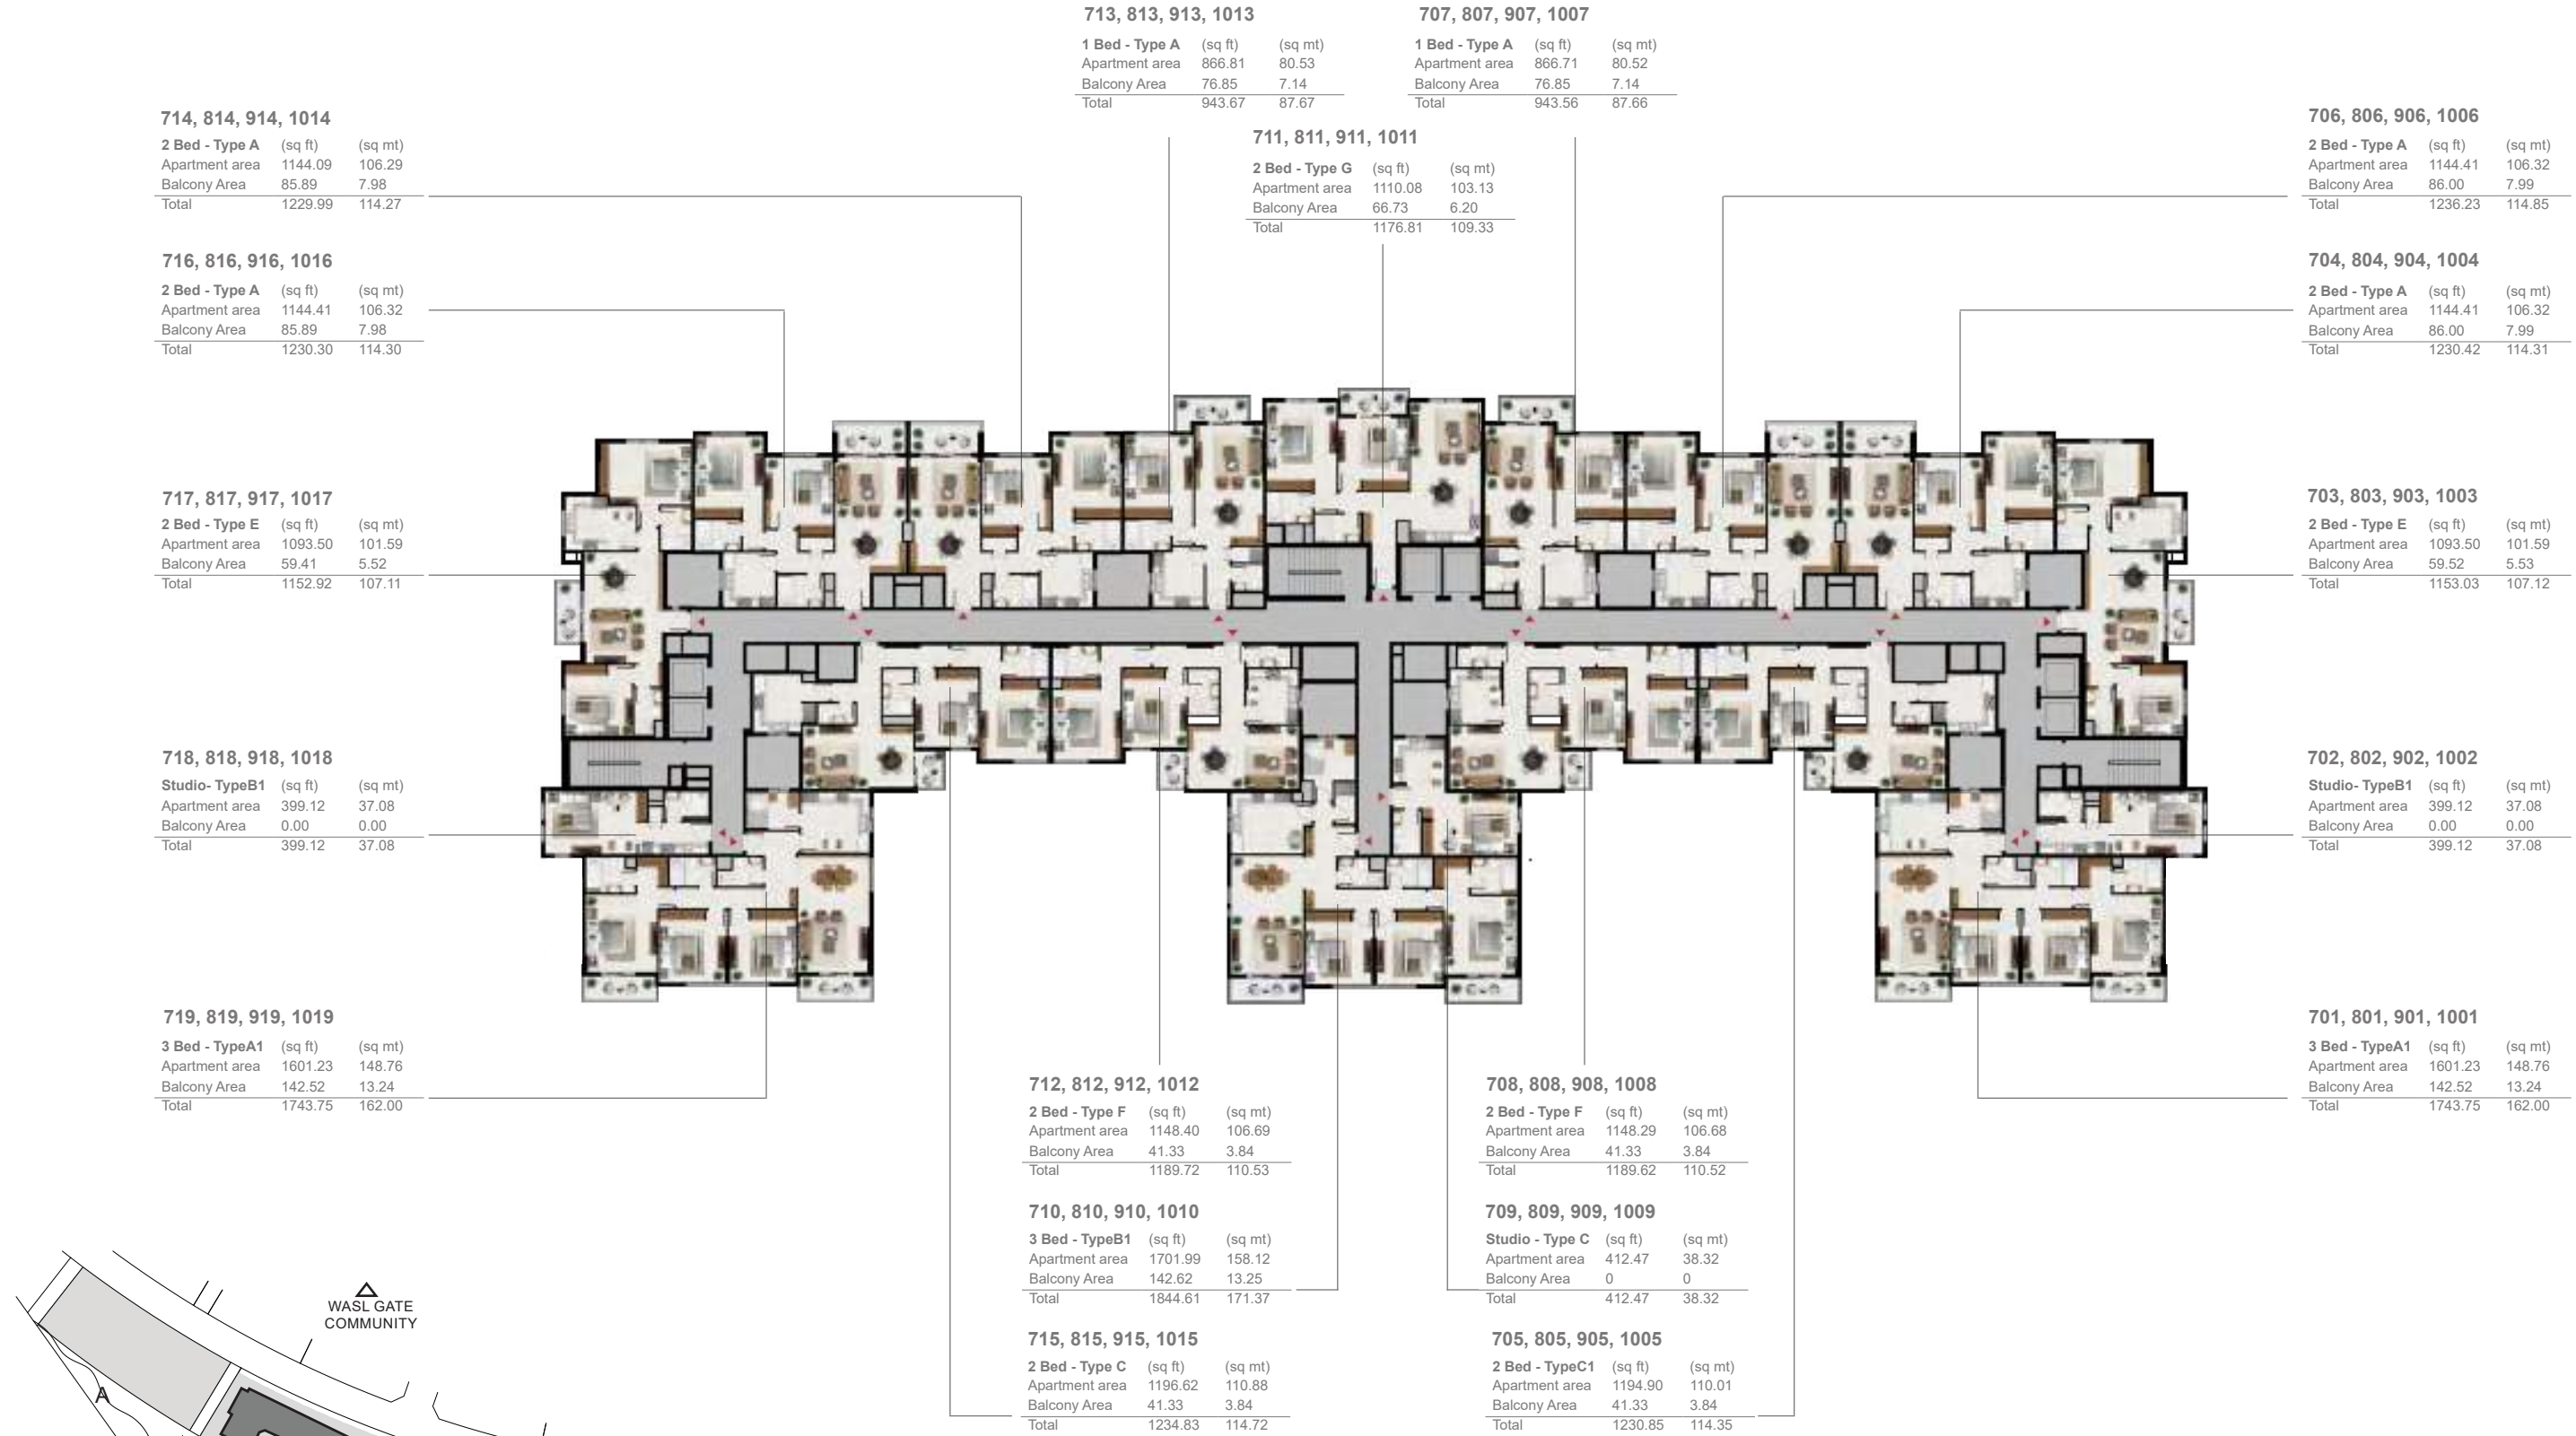 713, 813, 913, 1013
1 Bed - Type A (sq ft) (sq mt)
Apartment area 866.81 80.53
Balcony Area 76.85 7.14
Total 943.67 87.67
707, 807, 907, 1007
1 Bed - Type A (sq ft) (sq mt)
Apartment area 866.71 80.52
Balcony Area 76.85 7.14
Total 943.56 87.66
714, 814, 914, 1014
2 Bed - Type A (sq ft) (sq mt)
Apartment area 1144.09 106.29
Balcony Area 85.89 7.98
Total 1229.99 114.27
711, 811, 911, 1011
2 Bed - Type G (sq ft) (sq mt)
Apartment area 1110.08 103.13
Balcony Area 66.73 6.20
Total 1176.81 109.33
706, 806, 906, 1006
2 Bed - Type A (sq ft) (sq mt)
Apartment area 1144.41 106.32
Balcony Area 86.00 7.99
Total 1236.23 114.85
716, 816, 916, 1016
2 Bed - Type A (sq ft) (sq mt)
Apartment area 1144.41 106.32
Balcony Area 85.89 7.98
Total 1230.30 114.30
704, 804, 904, 1004
2 Bed - Type A (sq ft) (sq mt)
Apartment area 1144.41 106.32
Balcony Area 86.00 7.99
Total 1230.42 114.31
717, 817, 917, 1017
2 Bed - Type E (sq ft) (sq mt)
Apartment area 1093.50 101.59
Balcony Area 59.41 5.52
Total 1152.92 107.11
703, 803, 903, 1003
2 Bed - Type E (sq ft) (sq mt)
Apartment area 1093.50 101.59
Balcony Area 59.52 5.53
Total 1153.03 107.12
718, 818, 918, 1018
Studio- TypeB1 (sq ft) (sq mt)
Apartment area 399.12 37.08
Balcony Area 0.00 0.00
Total 399.12 37.08
702, 802, 902, 1002
Studio- TypeB1 (sq ft) (sq mt)
Apartment area 399.12 37.08
Balcony Area 0.00 0.00
Total 399.12 37.08
719, 819, 919, 1019
3 Bed - TypeA1 (sq ft) (sq mt)
Apartment area 1601.23 148.76
Balcony Area 142.52 13.24
Total 1743.75 162.00
701, 801, 901, 1001
3 Bed - TypeA1 (sq ft) (sq mt)
Apartment area 1601.23 148.76
Balcony Area 142.52 13.24
Total 1743.75 162.00
712, 812, 912, 1012
2 Bed - Type F (sq ft) (sq mt)
Apartment area 1148.40 106.69
Balcony Area 41.33 3.84
Total 1189.72 110.53
708, 808, 908, 1008
2 Bed - Type F (sq ft) (sq mt)
Apartment area 1148.29 106.68
Balcony Area 41.33 3.84
Total 1189.62 110.52
710, 810, 910, 1010
3 Bed - TypeB1 (sq ft) (sq mt)
Apartment area 1701.99 158.12
Balcony Area 142.62 13.25
Total 1844.61 171.37
709, 809, 909, 1009
Studio - Type C (sq ft) (sq mt)
Apartment area 412.47 38.32
Balcony Area 0 0
Total 412.47 38.32
715, 815, 915, 1015
2 Bed - Type C (sq ft) (sq mt)
Apartment area 1196.62 110.88
Balcony Area 41.33 3.84
Total 1234.83 114.72
705, 805, 905, 1005
2 Bed - TypeC1 (sq ft) (sq mt)
Apartment area 1194.90 110.01
Balcony Area 41.33 3.84
Total 1230.85 114.35
WASL GATE
COMMUNITY
A